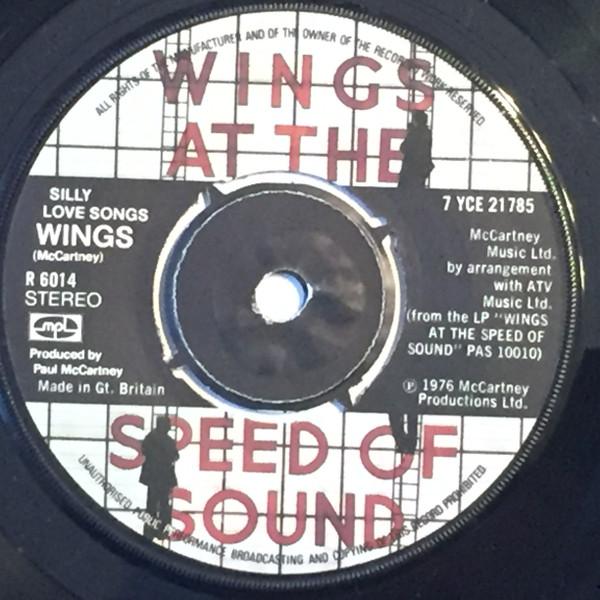 ALL RIGHTS OF THE MANUFACTURER AND OF THE OWNER OF THE RECORDED WORK RESERVED
WINGS
AT THE
SILLY
LOVE SONGS
WINGS
(McCartney)
R 6014
STEREO
mpl
Produced by
Paul McCartney
Made in Gt. Britain
7 YCE 21785
McCartney
Music Ltd.
by arrangement
with ATV
Music Ltd.
(from the LP "WINGS
AT THE SPEED OF
SOUND" PAS 10010)
Ⓟ 1976 McCartney
Productions Ltd.
SPEED OF
SOUND
UNAUTHORISED PUBLIC PERFORMANCE BROADCASTING AND COPYING OF THIS RECORD PROHIBITED